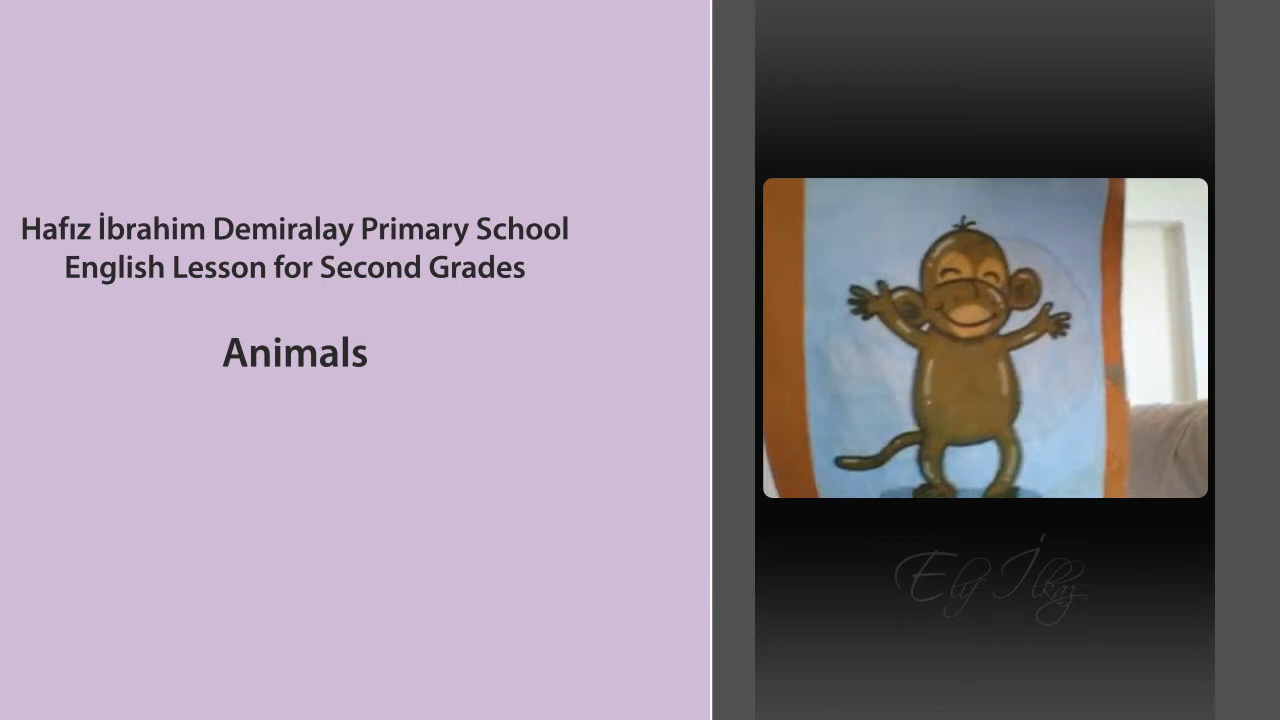 Hafız İbrahim Demiralay Primary School
English Lesson for Second Grades
Animals
Elif İlkaz